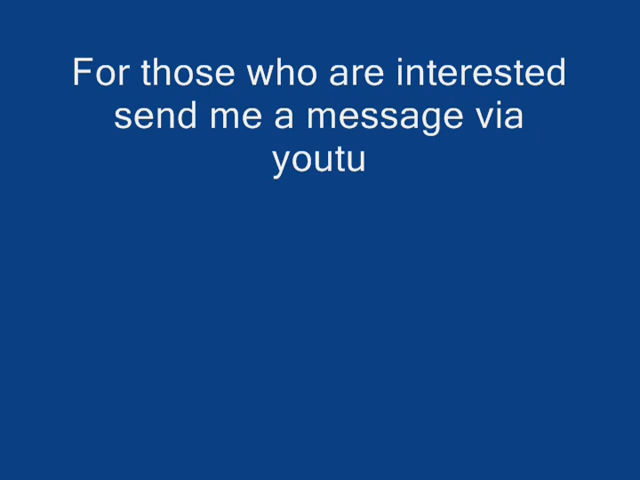 For those who are interested
send me a message via
youtu